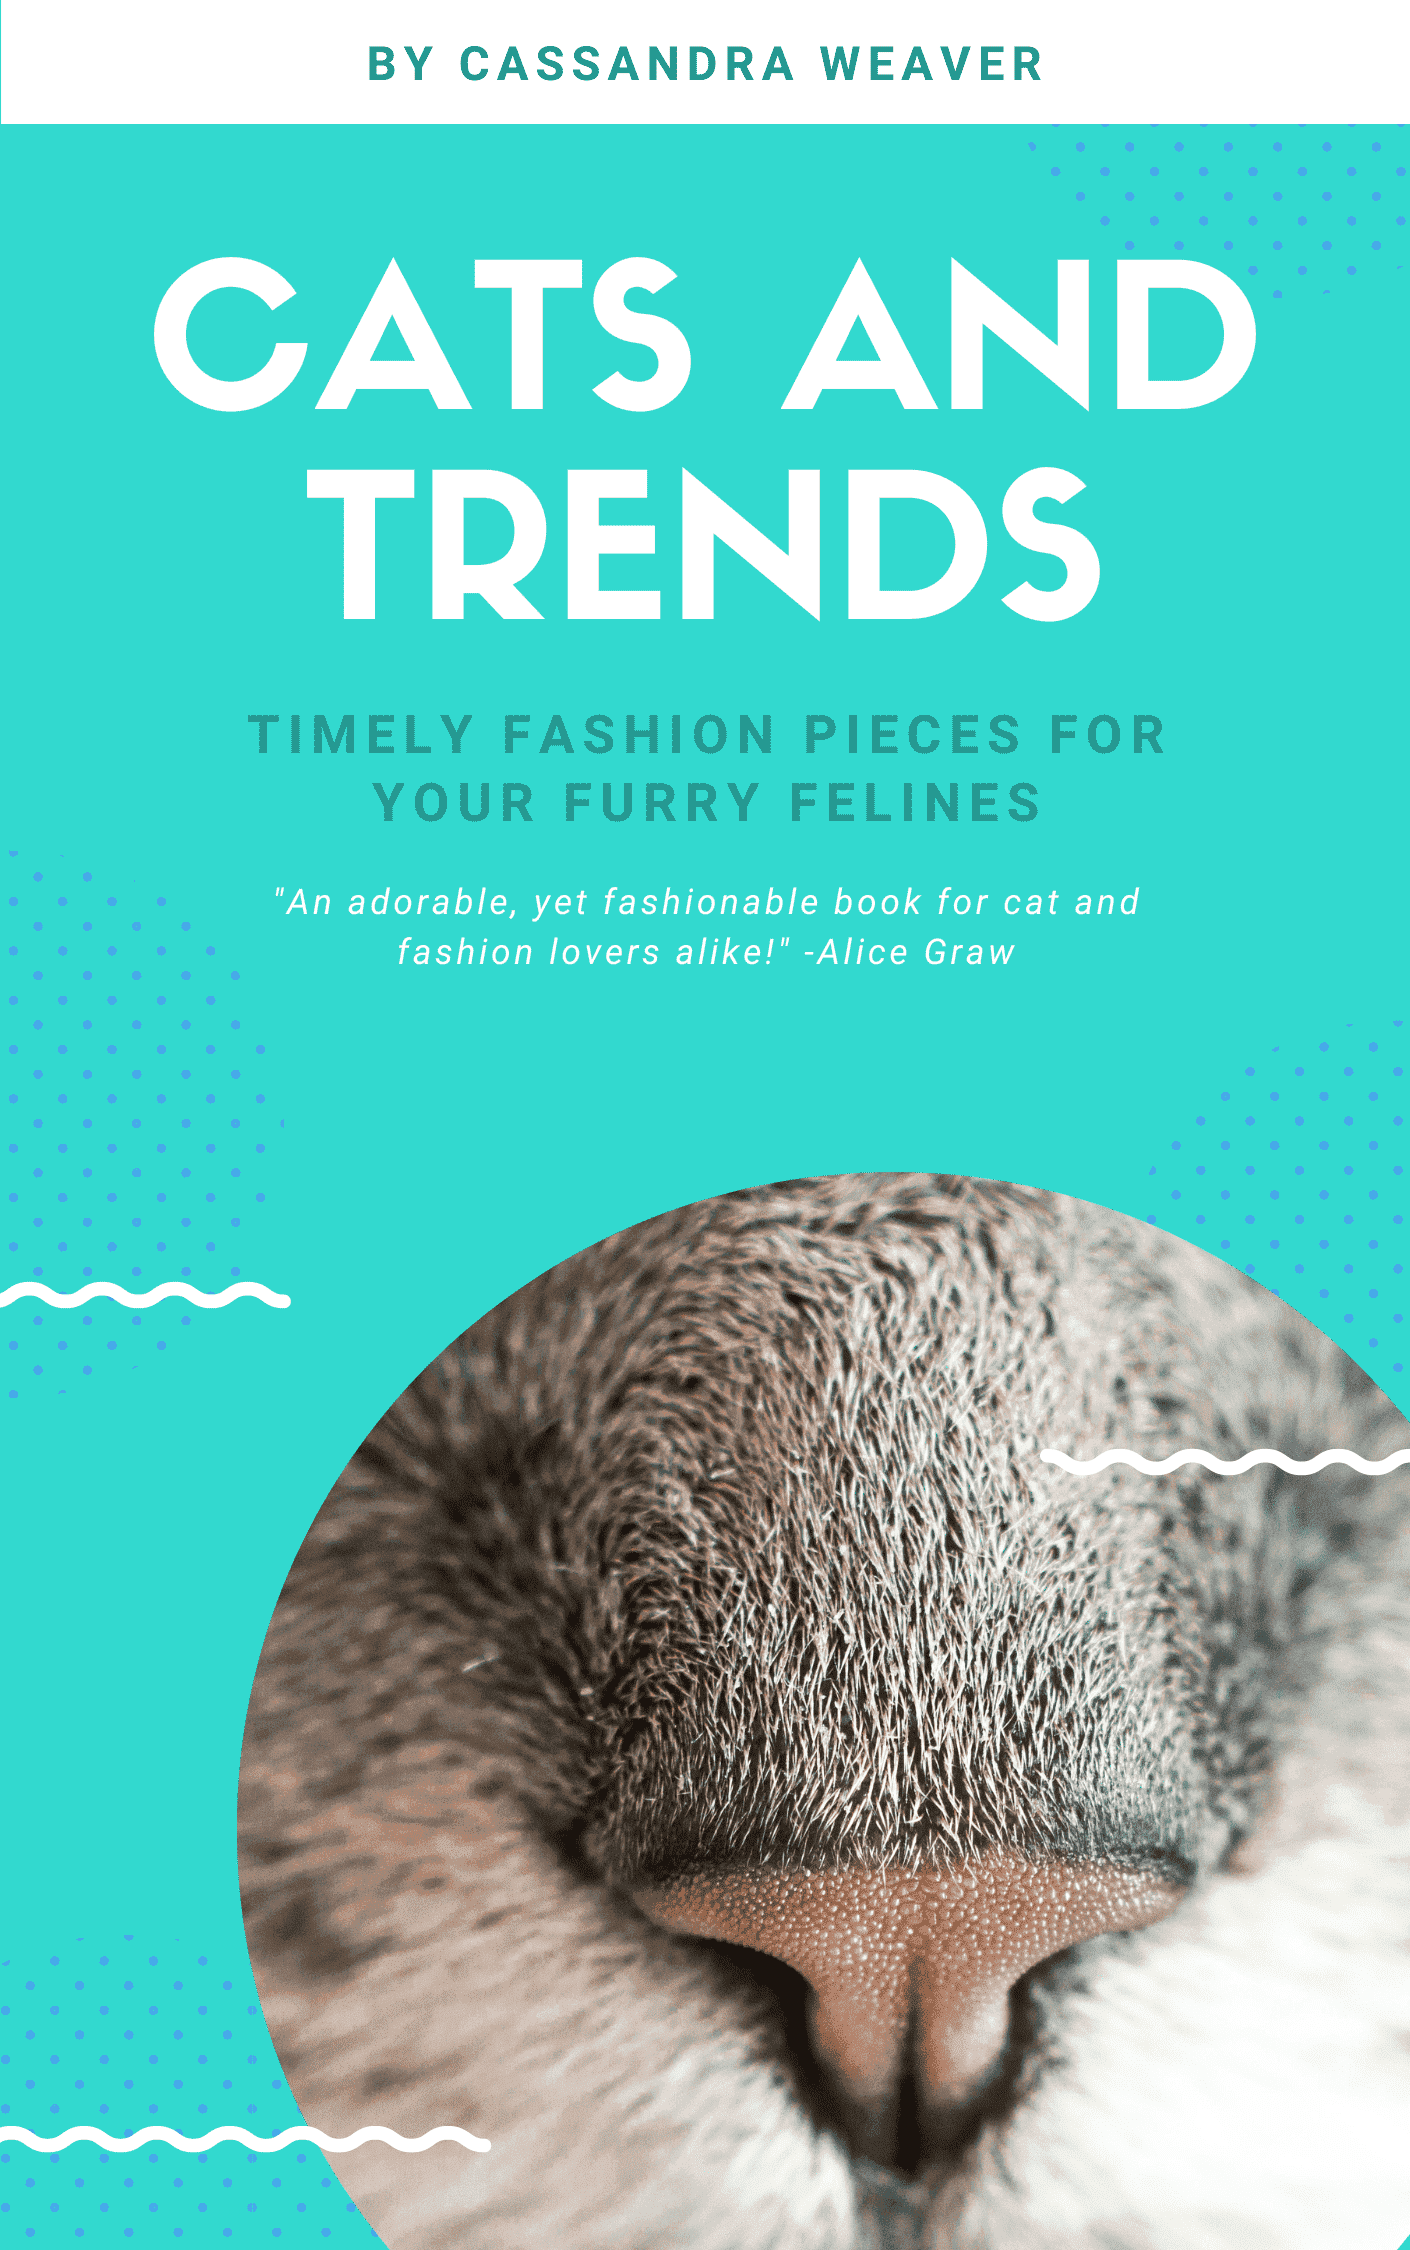 BY CASSANDRA WEAVER
CATS AND
TRENDS
TIMELY FASHION PIECES FOR
YOUR FURRY FELINES
"An adorable, yet fashionable book for cat and
fashion lovers alike!" -Alice Graw